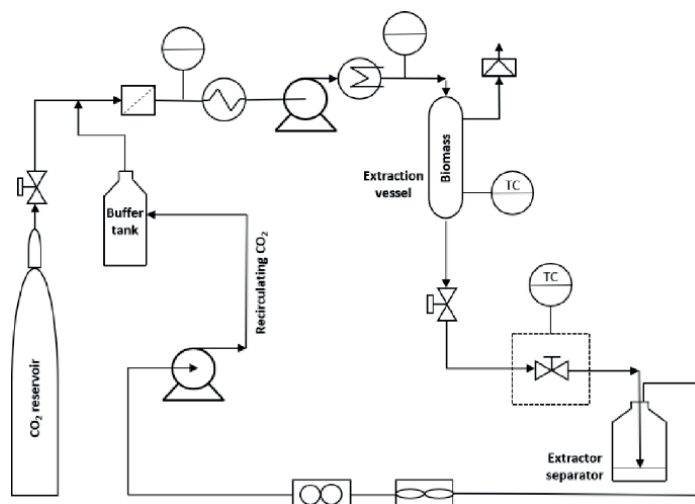 Biomass
Extraction
vessel
TC
Buffer
tank
Recirculating CO₂
TC
CO₂ reservoir
Extractor
separator